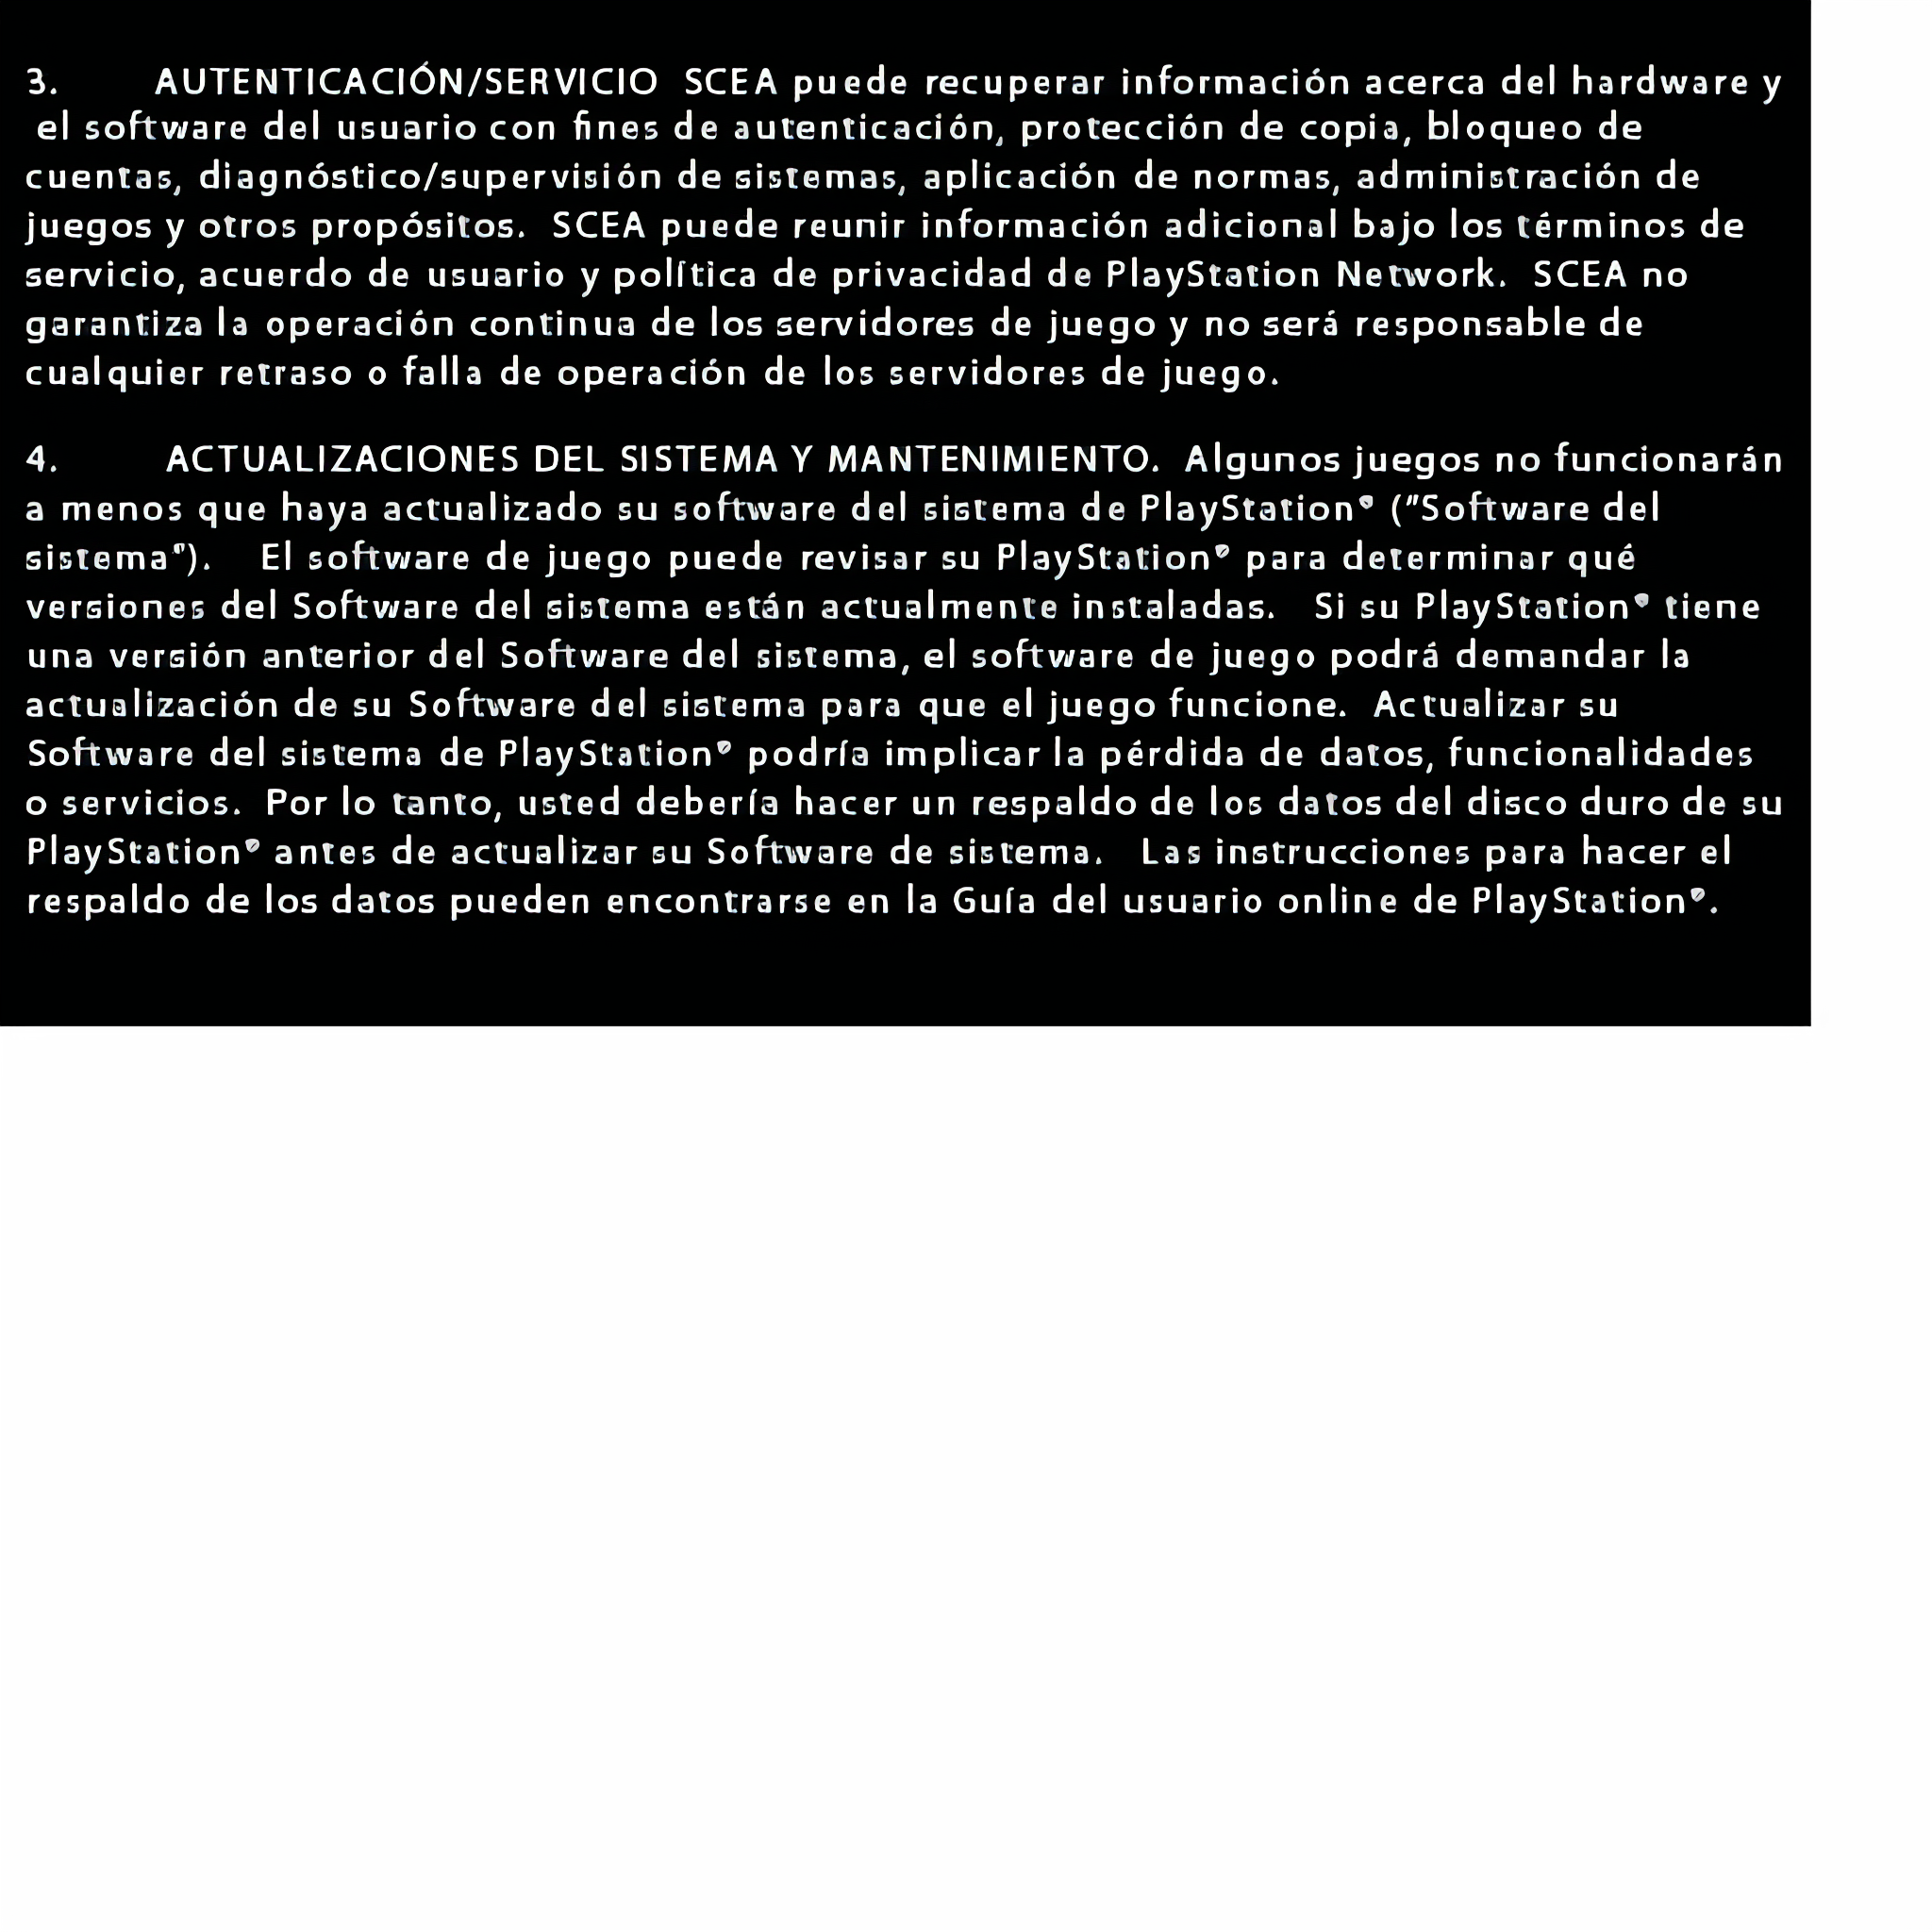 3. AUTENTICACIÓN/SERVICIO SCEA puede recuperar información acerca del hardware y
el software del usuario con fines de autenticación, protección de copia, bloqueo de
cuentas, diagnóstico/supervisión de sistemas, aplicación de normas, administración de
juegos y otros propósitos. SCEA puede reunir información adicional bajo los términos de
servicio, acuerdo de usuario y política de privacidad de PlayStation Network. SCEA no
garantiza la operación continua de los servidores de juego y no será responsable de
cualquier retraso o falla de operación de los servidores de juego.
4. ACTUALIZACIONES DEL SISTEMA Y MANTENIMIENTO. Algunos juegos no funcionarán
a menos que haya actualizado su software del sistema de PlayStation® ("Software del
sistema"). El software de juego puede revisar su PlayStation® para determinar qué
versiones del Software del sistema están actualmente instaladas. Si su PlayStation® tiene
una versión anterior del Software del sistema, el software de juego podrá demandar la
actualización de su Software del sistema para que el juego funcione. Actualizar su
Software del sistema de PlayStation® podría implicar la pérdida de datos, funcionalidades
o servicios. Por lo tanto, usted debería hacer un respaldo de los datos del disco duro de su
PlayStation® antes de actualizar su Software de sistema. Las instrucciones para hacer el
respaldo de los datos pueden encontrarse en la Guía del usuario online de PlayStation®.